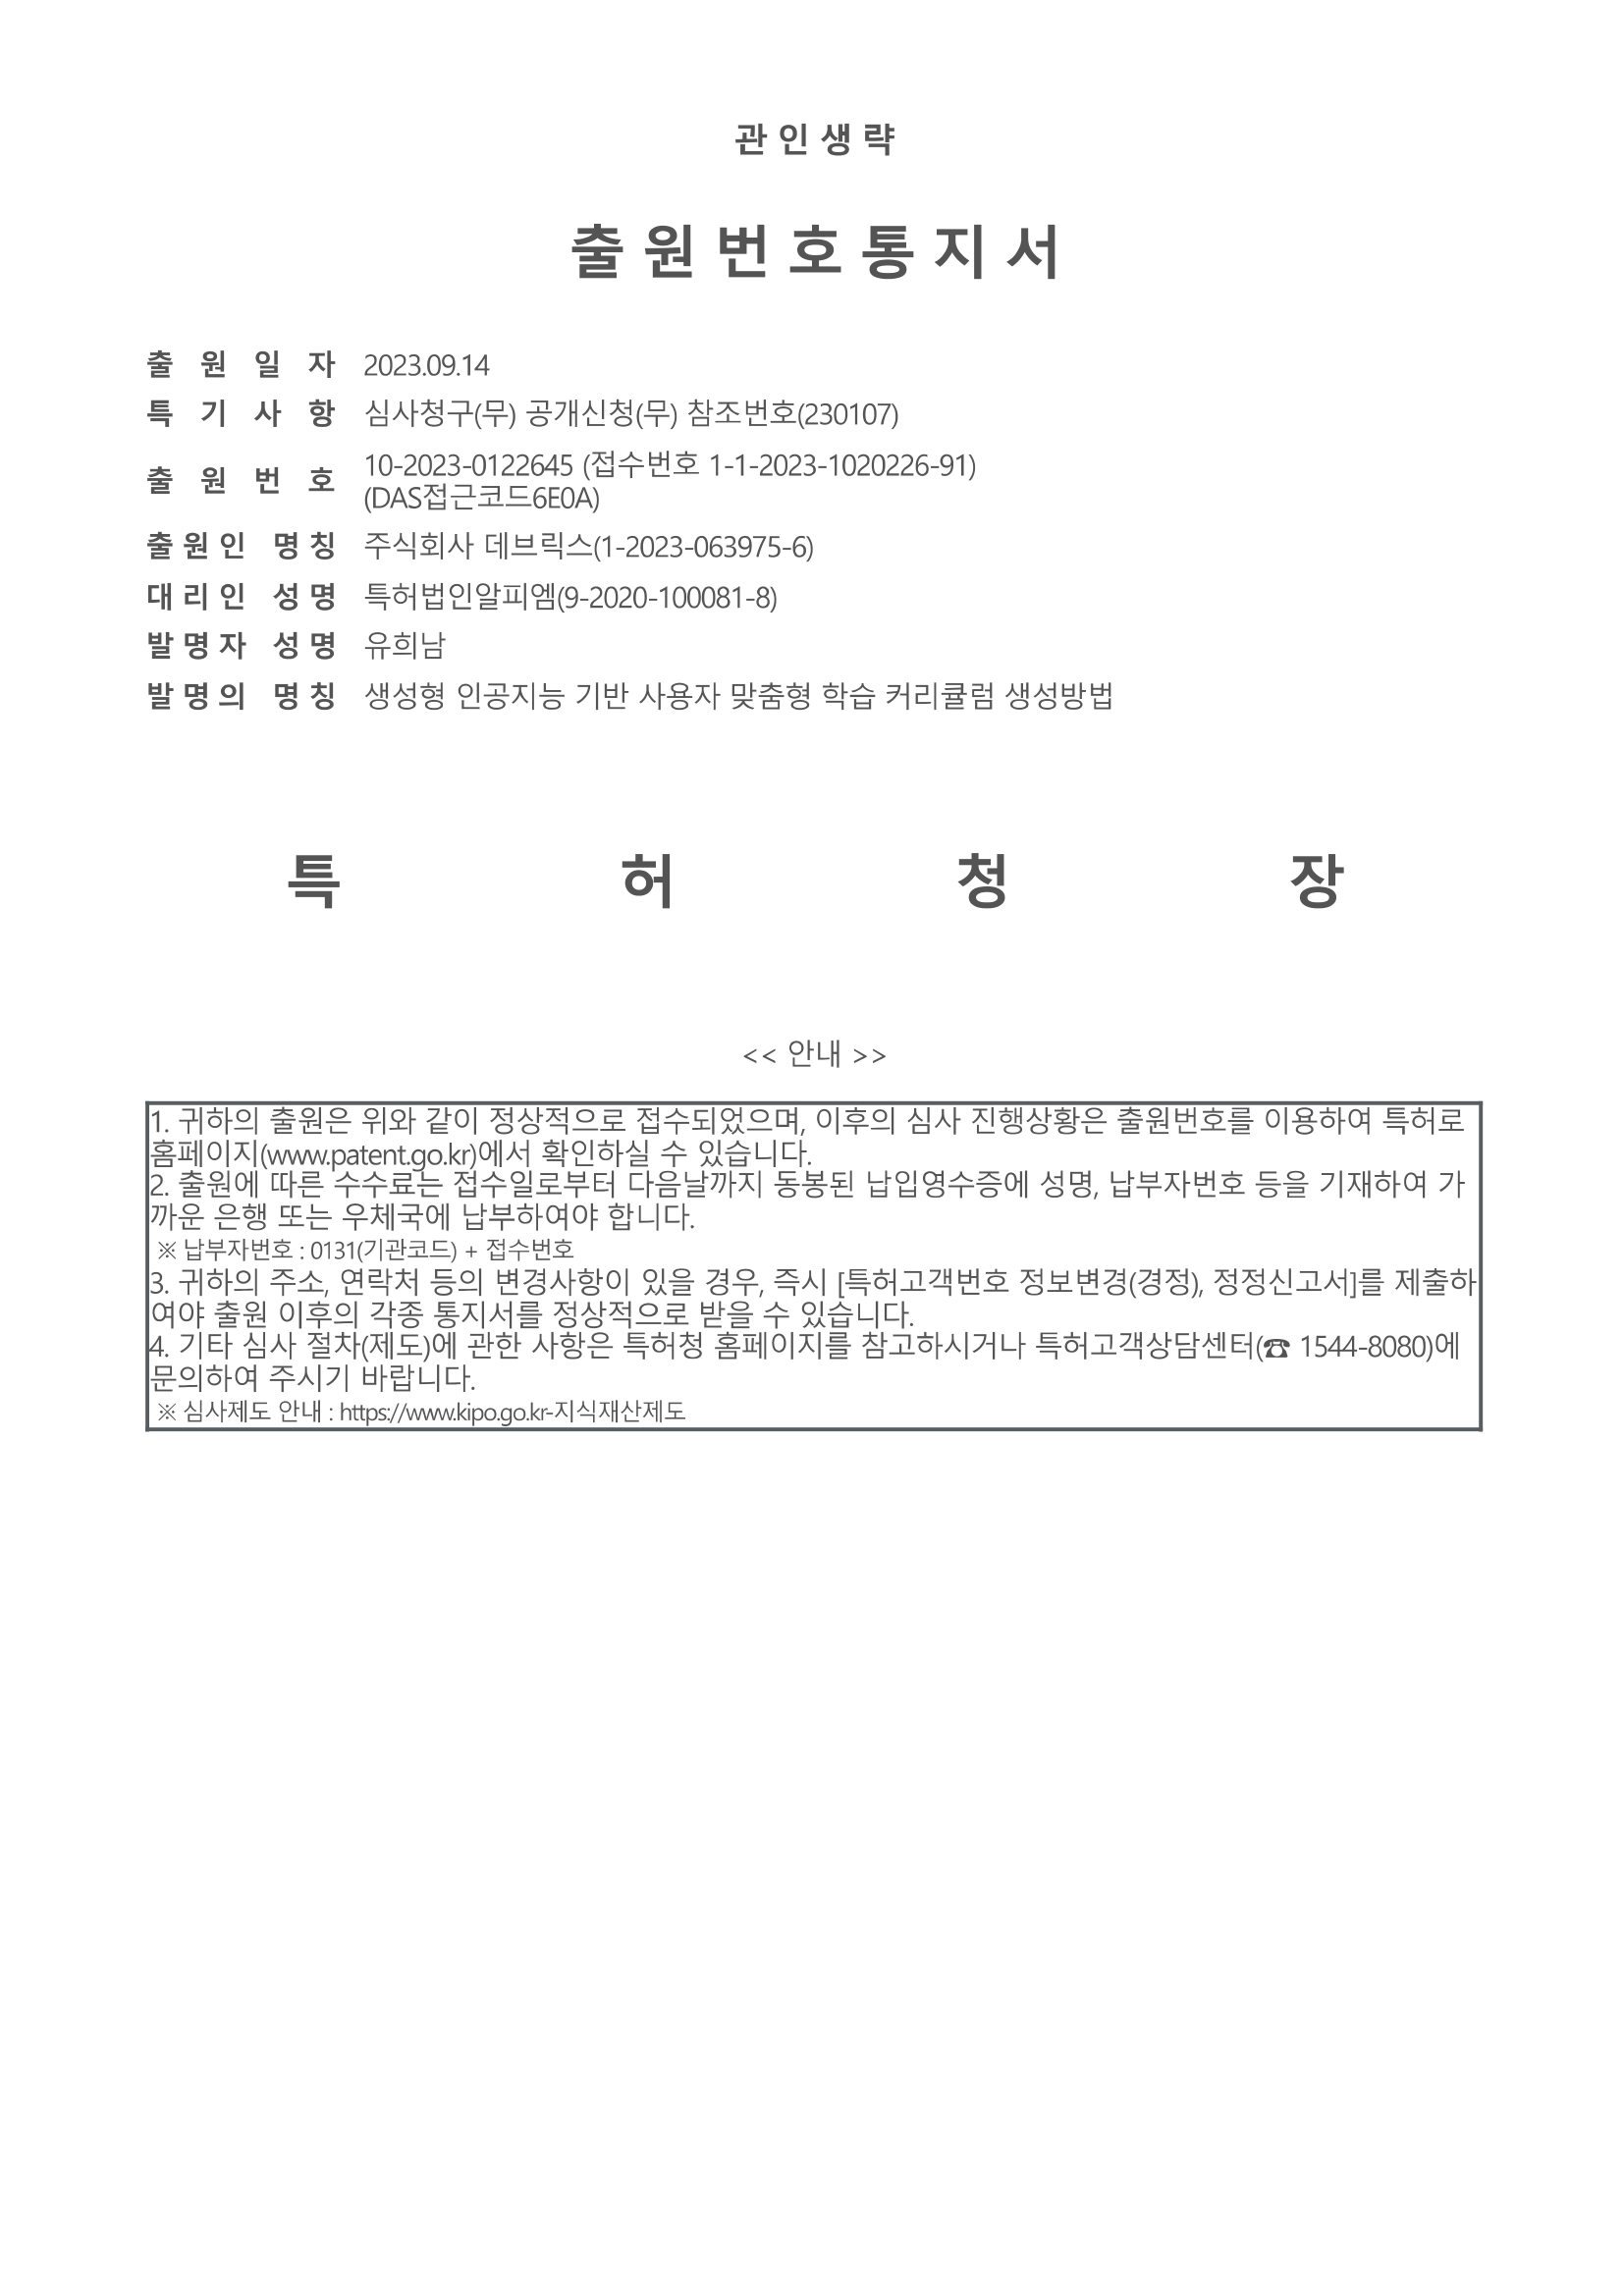 관 인 생 략
출 원 번 호 통 지 서
출 원 일 자 2023.09.14
특 기 사 항 심사청구(무) 공개신청(무) 참조번호(230107)
출 원 번 호 10-2023-0122645 (접수번호 1-1-2023-1020226-91)
(DAS접근코드6E0A)
출 원 인 명 칭 주식회사 데브릭스(1-2023-063975-6)
대 리 인 성 명 특허법인알피엠(9-2020-100081-8)
발 명 자 성 명 유희남
발 명 의 명 칭 생성형 인공지능 기반 사용자 맞춤형 학습 커리큘럼 생성방법
특 허 청 장
<< 안내 >>
1. 귀하의 출원은 위와 같이 정상적으로 접수되었으며, 이후의 심사 진행상황은 출원번호를 이용하여 특허로
홈페이지(www.patent.go.kr)에서 확인하실 수 있습니다.
2. 출원에 따른 수수료는 접수일로부터 다음날까지 동봉된 납입영수증에 성명, 납부자번호 등을 기재하여 가
까운 은행 또는 우체국에 납부하여야 합니다.
※ 납부자번호 : 0131(기관코드) + 접수번호
3. 귀하의 주소, 연락처 등의 변경사항이 있을 경우, 즉시 [특허고객번호 정보변경(경정), 정정신고서]를 제출하
여야 출원 이후의 각종 통지서를 정상적으로 받을 수 있습니다.
4. 기타 심사 절차(제도)에 관한 사항은 특허청 홈페이지를 참고하시거나 특허고객상담센터(☎ 1544-8080)에
문의하여 주시기 바랍니다.
※ 심사제도 안내 : https://www.kipo.go.kr-지식재산제도